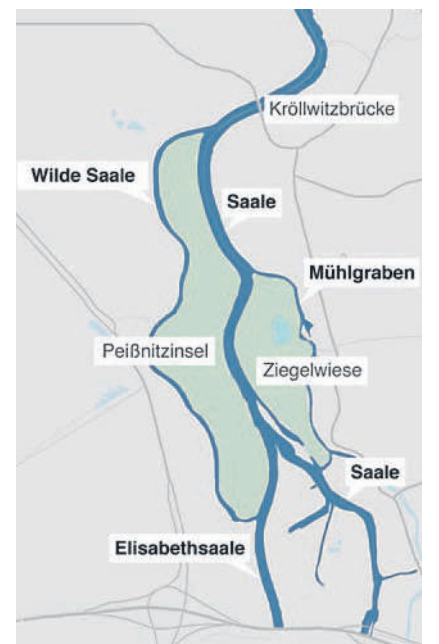 Kröllwitzbrücke
Wilde Saale
Saale
Mühlgraben
Peißnitzinsel
Ziegelwiese
Saale
Elisabethsaale